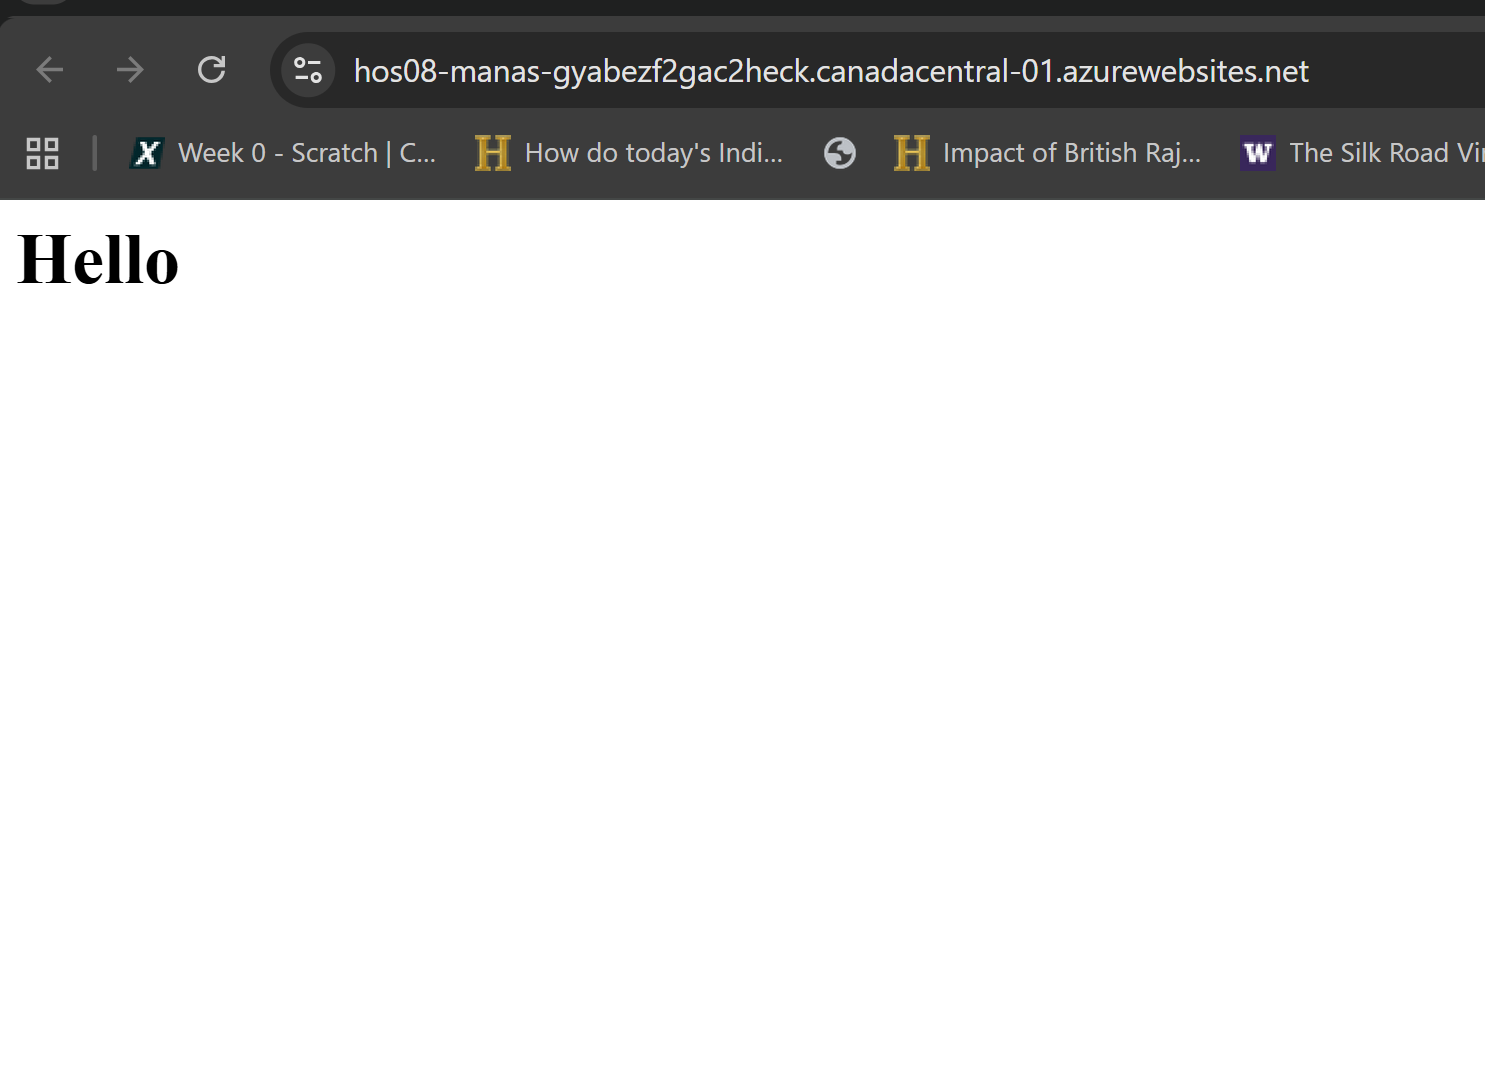 hos08-manas-gyabezf2gac2heck.canadacentral-01.azurewebsites.net
X Week 0 - Scratch | C... H How do today's Indi... H Impact of British Raj... W The Silk Road Vi
Hello